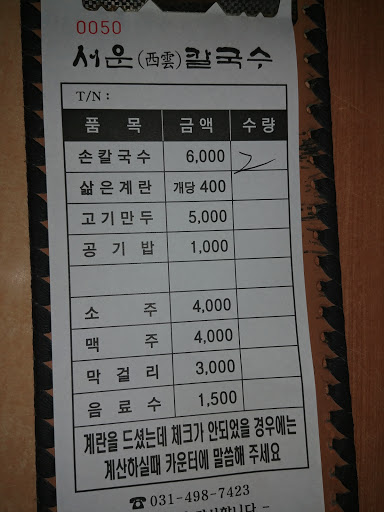 0050
서운(西雲)칼국수
T/N :
품 목 금 액 수 량
손칼국수 6,000 2
삶은계란 개당 400
고기만두 5,000
공기밥 1,000
소주 4,000
맥주 4,000
막걸리 3,000
음료수 1,500
계란을 드셨는데 체크가 안되었을 경우에는
계산하실때 카운터에 말씀해 주세요
☎031-498-7423